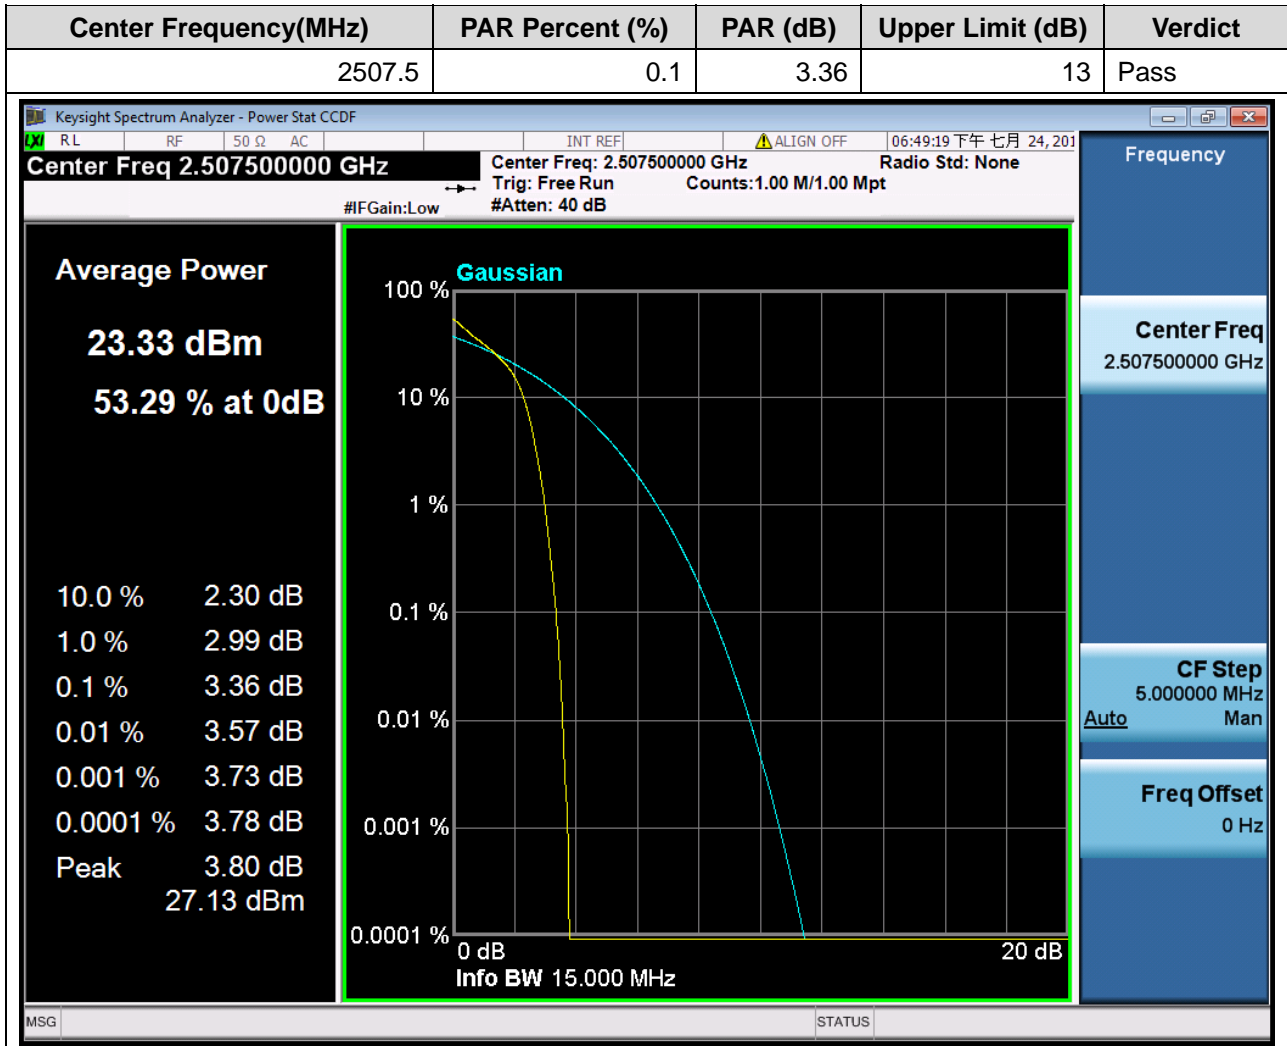 Center Frequency(MHz) PAR Percent (%) PAR (dB) Upper Limit (dB) Verdict
2507.5 0.1 3.36 13 Pass
Keysight Spectrum Analyzer - Power Stat CCDF
LXI RL RF 50 Ω AC INT REF ALIGN OFF 06:49:19 下午 七月 24, 201
Center Freq 2.507500000 GHz
Center Freq: 2.507500000 GHz Radio Std: None
Trig: Free Run Counts:1.00 M/1.00 Mpt
#IFGain:Low #Atten: 40 dB
Average Power
23.33 dBm
53.29 % at 0dB
10.0 % 2.30 dB
1.0 % 2.99 dB
0.1 % 3.36 dB
0.01 % 3.57 dB
0.001 % 3.73 dB
0.0001 % 3.78 dB
Peak 3.80 dB
27.13 dBm
Gaussian
100 %
10 %
1 %
0.1 %
0.01 %
0.001 %
0.0001 %
0 dB 20 dB
Info BW 15.000 MHz
Frequency
Center Freq
2.507500000 GHz
CF Step
5.000000 MHz
Auto Man
Freq Offset
0 Hz
MSG STATUS